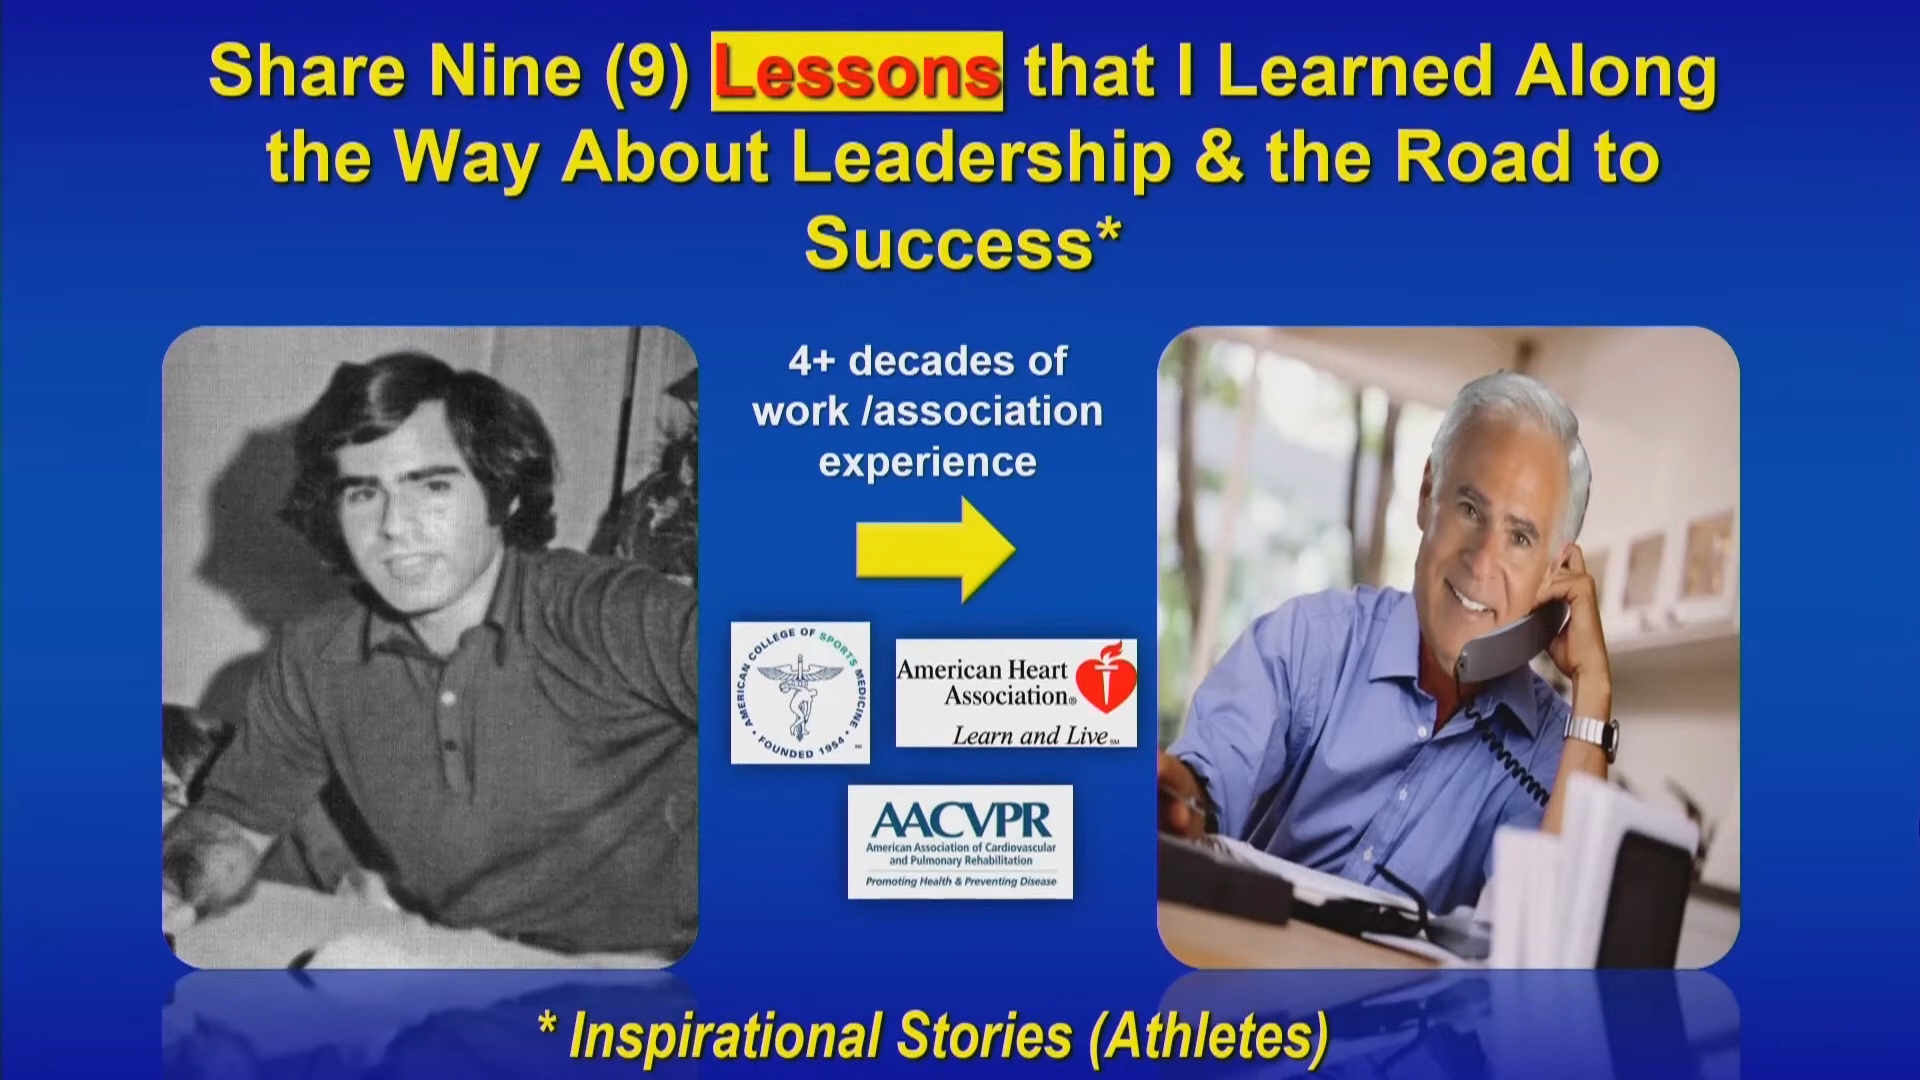 Share Nine (9) Lessons that I Learned Along
the Way About Leadership & the Road to
Success*
4+ decades of
work /association
experience
AMERICAN COLLEGE OF SPORTS MEDICINE
• FOUNDED 1954 •
SM
American Heart
Association®
Learn and Live SM
AACVPR
American Association of Cardiovascular
and Pulmonary Rehabilitation
Promoting Health & Preventing Disease
* Inspirational Stories (Athletes)